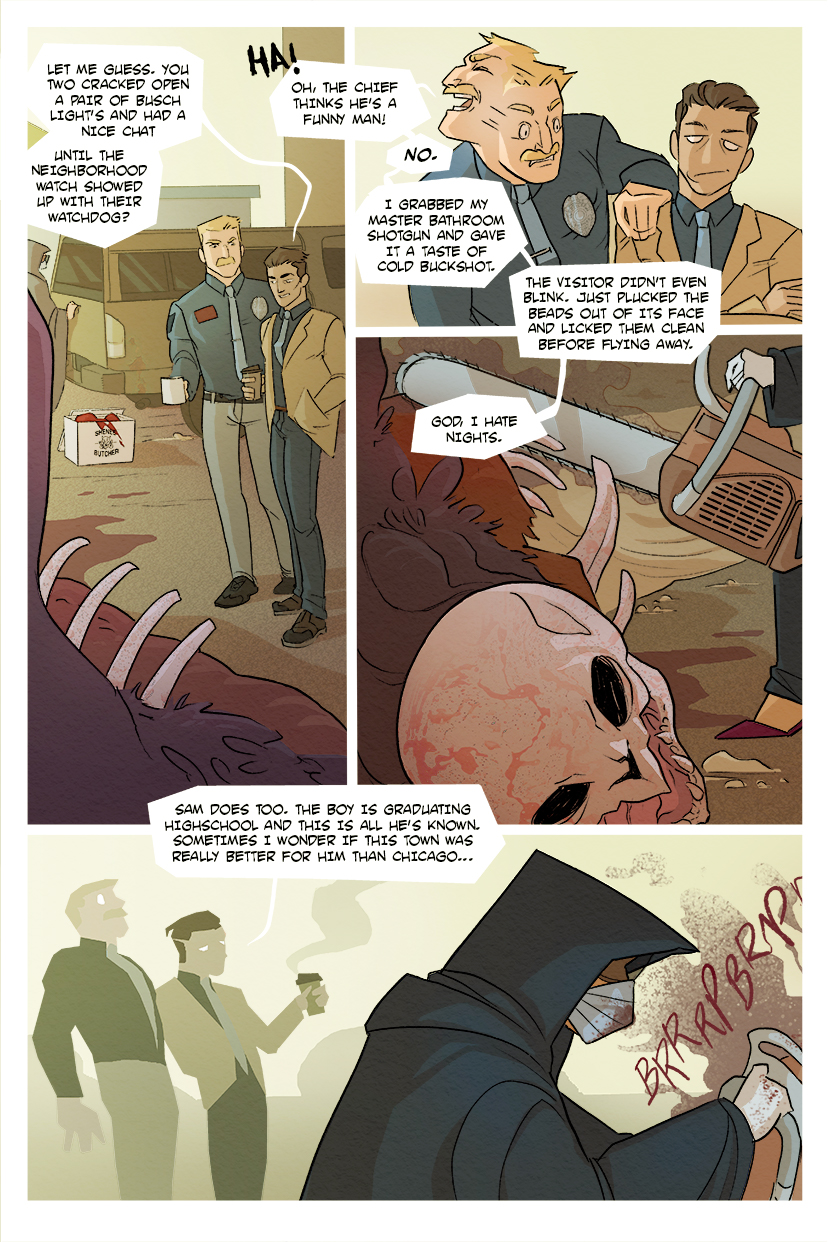 LET ME GUESS. YOU
TWO CRACKED OPEN
A PAIR OF BUSCH
LIGHT'S AND HAD A
NICE CHAT
UNTIL THE
NEIGHBORHOOD
WATCH SHOWED
UP WITH THEIR
WATCHDOG?
HA!
OH, THE CHIEF
THINKS HE'S A
FUNNY MAN!
BUTCHER
NO.
I GRABBED MY
MASTER BATHROOM
SHOTGUN AND GAVE
IT A TASTE OF
COLD BUCKSHOT.
THE VISITOR DIDN'T EVEN
BLINK. JUST PLUCKED THE
BEADS OUT OF ITS FACE
AND LICKED THEM CLEAN
BEFORE FLYING AWAY.
GOD, I HATE
NIGHTS.
SAM DOES TOO. THE BOY IS GRADUATING
HIGHSCHOOL AND THIS IS ALL HE'S KNOWN.
SOMETIMES I WONDER IF THIS TOWN WAS
REALLY BETTER FOR HIM THAN CHICAGO...